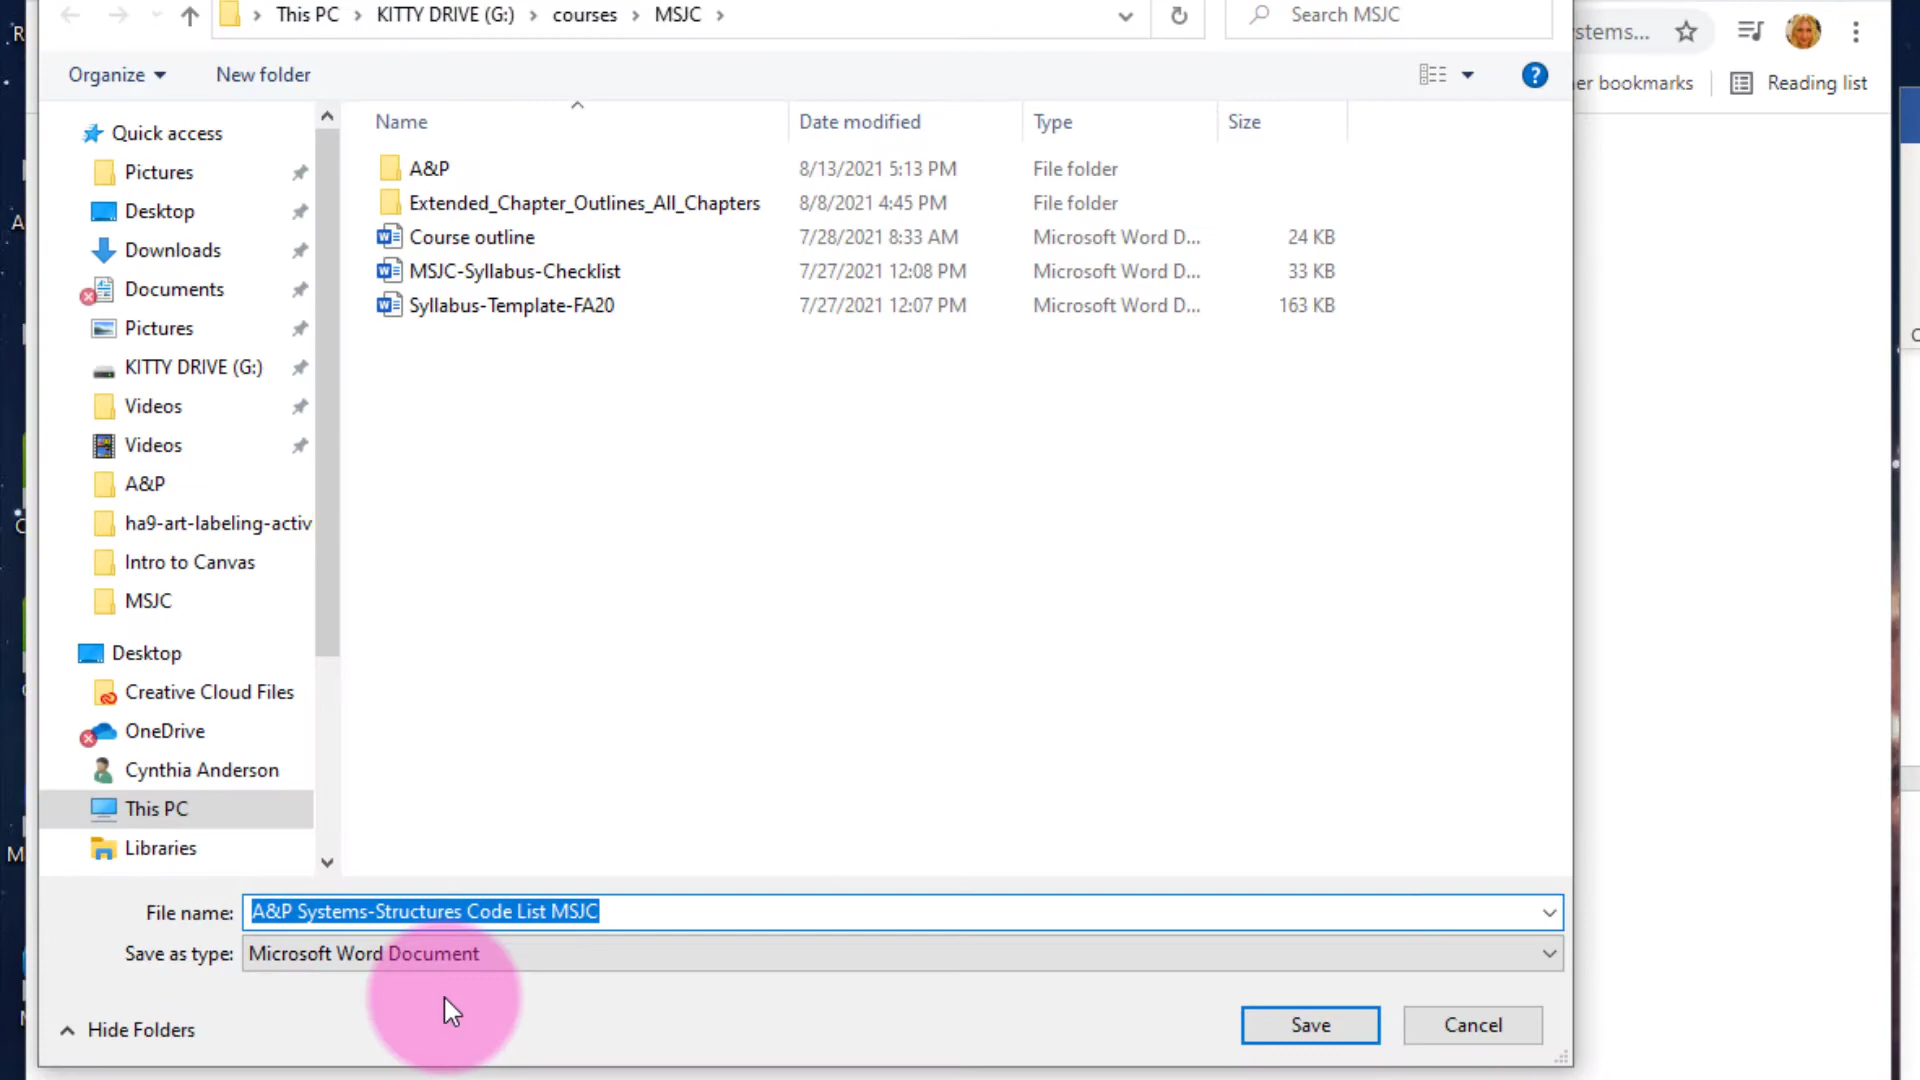 This PC > KITTY DRIVE (G:) > courses > MSJC >
Search MSJC
stems...
Organize
New folder
er bookmarks
Reading list
Name
Date modified
Type
Size
Quick access
Pictures
Desktop
Downloads
Documents
Pictures
KITTY DRIVE (G:)
Videos
Videos
A&P
ha9-art-labeling-activ
Intro to Canvas
MSJC
Desktop
Creative Cloud Files
OneDrive
Cynthia Anderson
This PC
Libraries
A&P 8/13/2021 5:13 PM File folder
Extended_Chapter_Outlines_All_Chapters 8/8/2021 4:45 PM File folder
Course outline 7/28/2021 8:33 AM Microsoft Word D... 24 KB
MSJC-Syllabus-Checklist 7/27/2021 12:08 PM Microsoft Word D... 33 KB
Syllabus-Template-FA20 7/27/2021 12:07 PM Microsoft Word D... 163 KB
File name: A&P Systems-Structures Code List MSJC
Save as type: Microsoft Word Document
Hide Folders
Save
Cancel